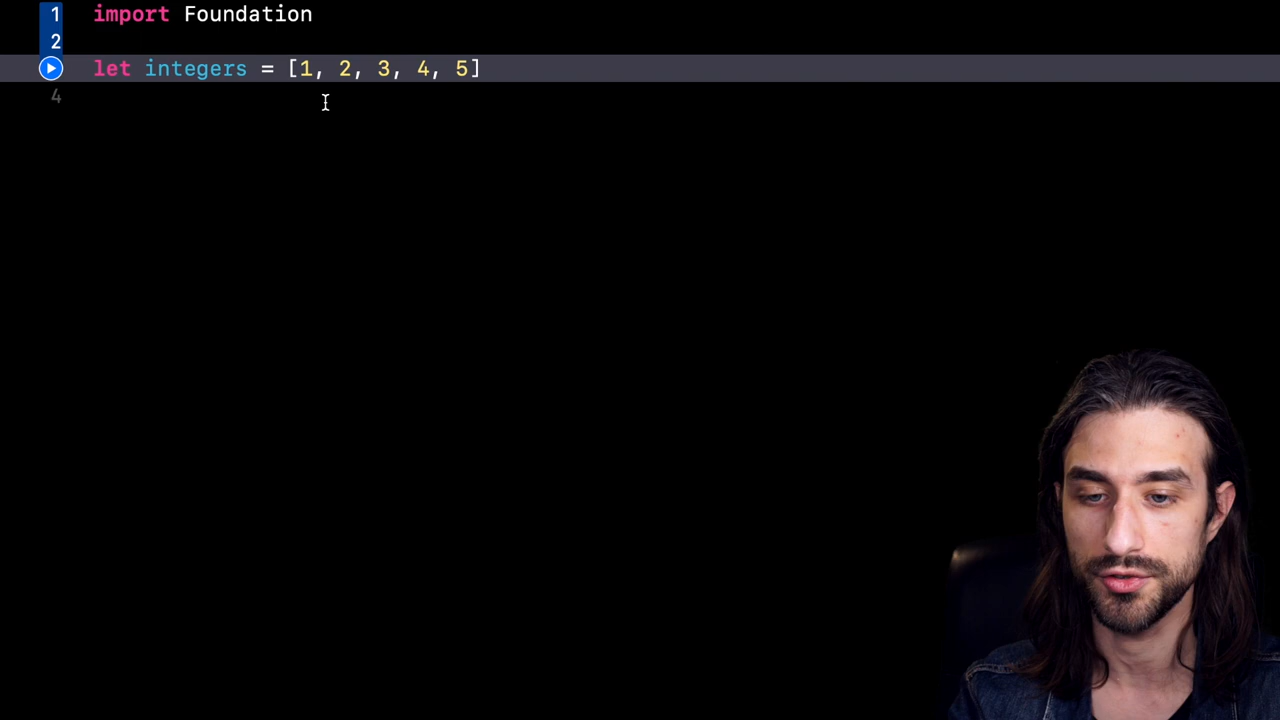 1 import Foundation
2
let integers = [1, 2, 3, 4, 5]
4